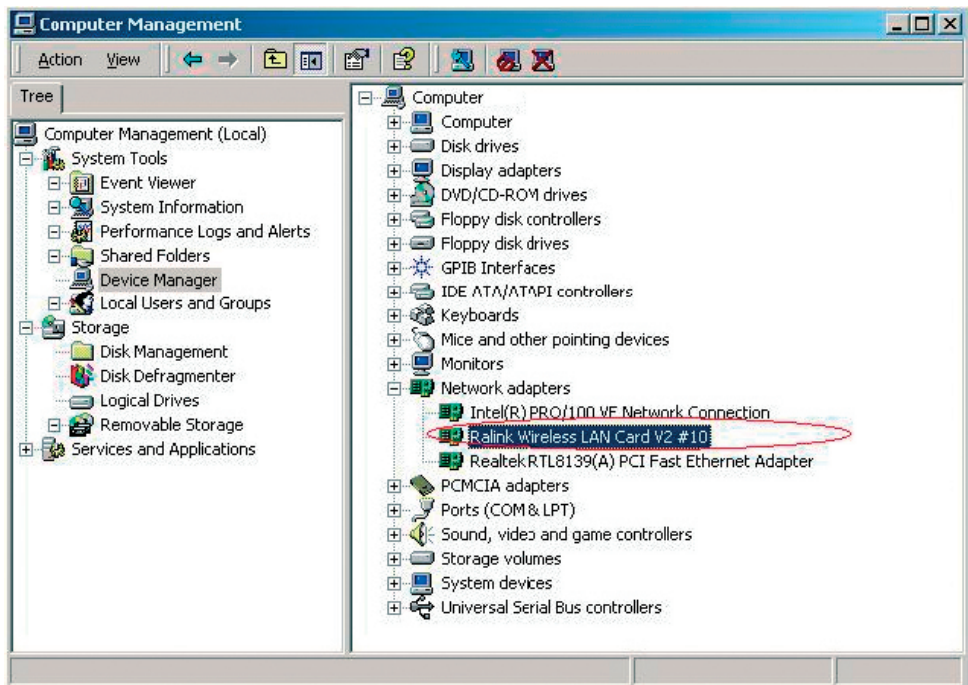 Computer Management
Action View
Tree
Computer Management (Local)
System Tools
Event Viewer
System Information
Performance Logs and Alerts
Shared Folders
Device Manager
Local Users and Groups
Storage
Disk Management
Disk Defragmenter
Logical Drives
Removable Storage
Services and Applications
Computer
Computer
Disk drives
Display adapters
DVD/CD-ROM drives
Floppy disk controllers
Floppy disk drives
GPIB Interfaces
IDE ATA/ATAPI controllers
Keyboards
Mice and other pointing devices
Monitors
Network adapters
Intel(R) PRO/100 VE Network Connection
Ralink Wireless LAN Card V2 #10
Realtek RTL8139(A) PCI Fast Ethernet Adapter
PCMCIA adapters
Ports (COM & LPT)
Sound, video and game controllers
Storage volumes
System devices
Universal Serial Bus controllers